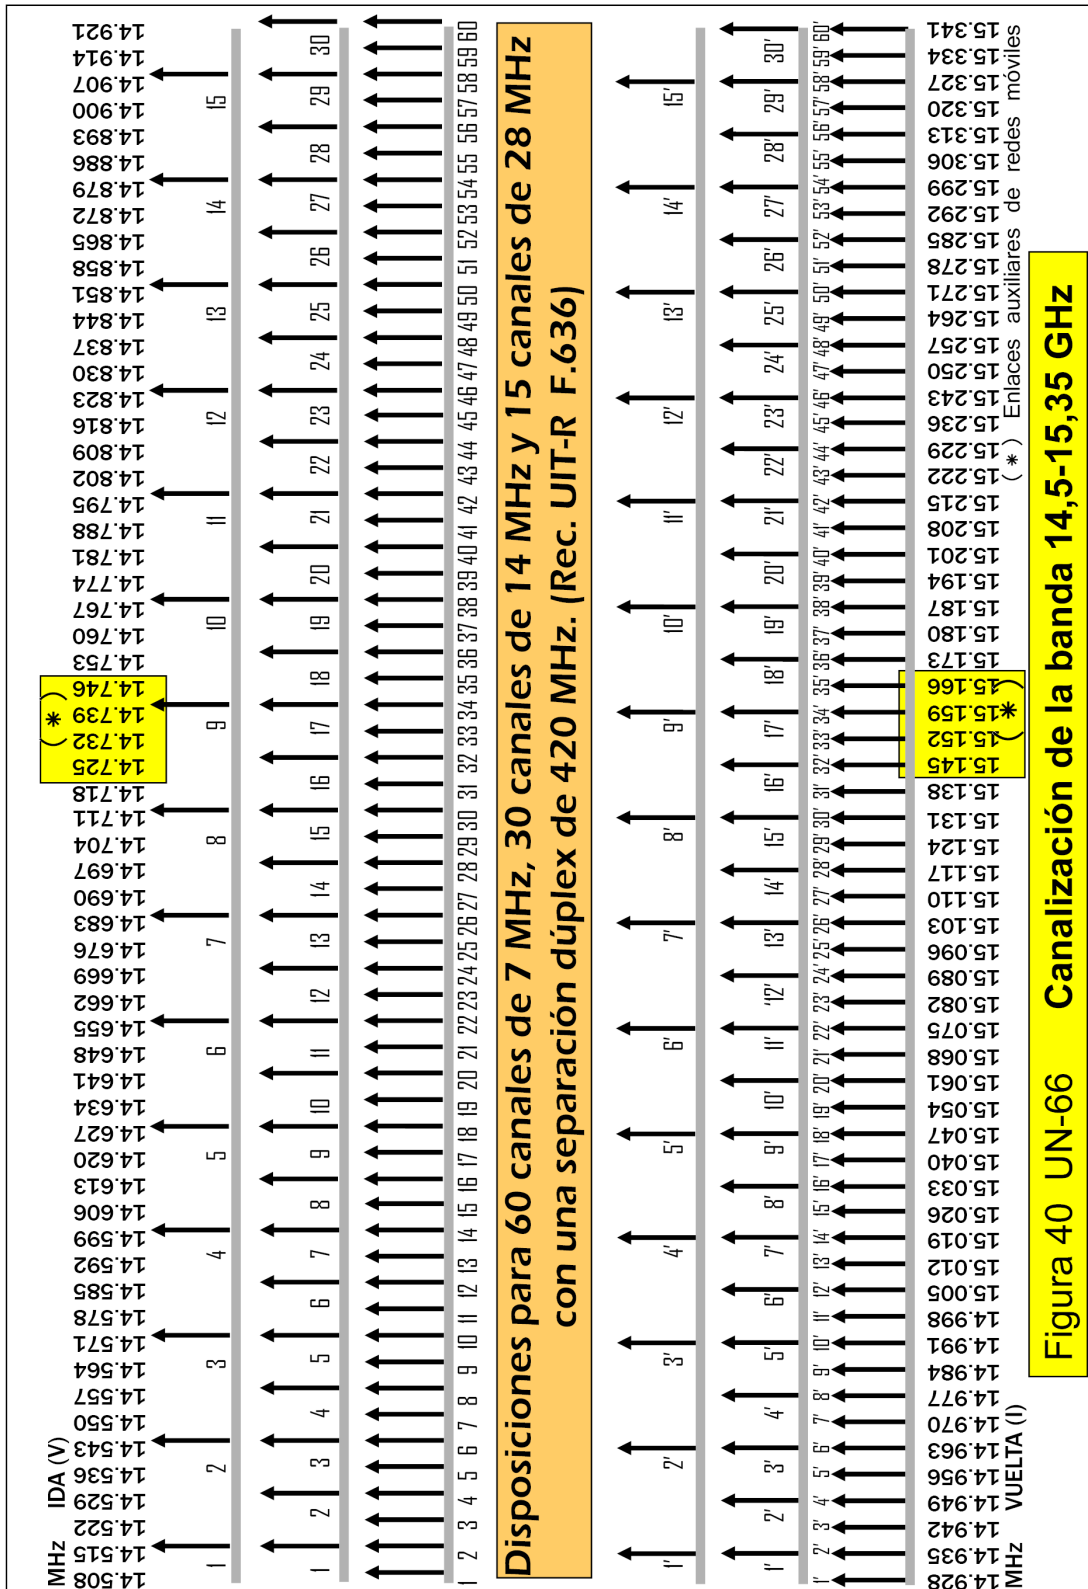 MHz IDA (V)
14.508 14.515 14.522 14.529 14.536 14.543 14.550 14.557 14.564 14.571 14.578 14.585 14.592 14.599 14.606 14.613 14.620 14.627 14.634 14.641 14.648 14.655 14.662 14.669 14.676 14.683 14.690 14.697 14.704 14.711 14.718 14.725 14.732 14.739 14.746 14.753 14.760 14.767 14.774 14.781 14.788 14.795 14.802 14.809 14.816 14.823 14.830 14.837 14.844 14.851 14.858 14.865 14.872 14.879 14.886 14.893 14.900 14.907 14.914 14.921
( * )
1 2 3 4 5 6 7 8 9 10 11 12 13 14 15
1 2 3 4 5 6 7 8 9 10 11 12 13 14 15 16 17 18 19 20 21 22 23 24 25 26 27 28 29 30
1 2 3 4 5 6 7 8 9 10 11 12 13 14 15 16 17 18 19 20 21 22 23 24 25 26 27 28 29 30 31 32 33 34 35 36 37 38 39 40 41 42 43 44 45 46 47 48 49 50 51 52 53 54 55 56 57 58 59 60
Disposiciones para 60 canales de 7 MHz, 30 canales de 14 MHz y 15 canales de 28 MHz
con una separación dúplex de 420 MHz. (Rec. UIT-R F.636)
1' 2' 3' 4' 5' 6' 7' 8' 9' 10' 11' 12' 13' 14' 15'
1' 2' 3' 4' 5' 6' 7' 8' 9' 10' 11' '12' 13' 14' 15' 16' 17' 18' 19' 20' 21' 22' 23' 24' 25' 26' 27' 28' 29' 30'
1' 2' 3' 4' 5' 6' 7' 8' 9' 10' 11' 12' 13' 14' 15' 16' 17' 18' 19' 20' 21' 22' 23' 24' 25' 26' 27' 28' 29' 30' 31' 32' 33' 34' 35' 36' 37' 38' 39' 40' 41' 42' 43' 44' 45' 46' 47' 48' 49' 50' 51' 52' 53' 54' 55' 56' 57' 58' 59' 60'
14.928 14.935 14.942 14.949 14.956 14.963 14.970 14.977 14.984 14.991 14.998 15.005 15.012 15.019 15.026 15.033 15.040 15.047 15.054 15.061 15.068 15.075 15.082 15.089 15.096 15.103 15.110 15.117 15.124 15.131 15.138 15.145 15.152 15.159 15.166 15.173 15.180 15.187 15.194 15.201 15.208 15.215 15.222 15.229 15.236 15.243 15.250 15.257 15.264 15.271 15.278 15.285 15.292 15.299 15.306 15.313 15.320 15.327 15.334 15.341
( * )
MHz VUELTA (I)
( * ) Enlaces auxiliares de redes móviles
Figura 40 UN-66 Canalización de la banda 14,5-15,35 GHz